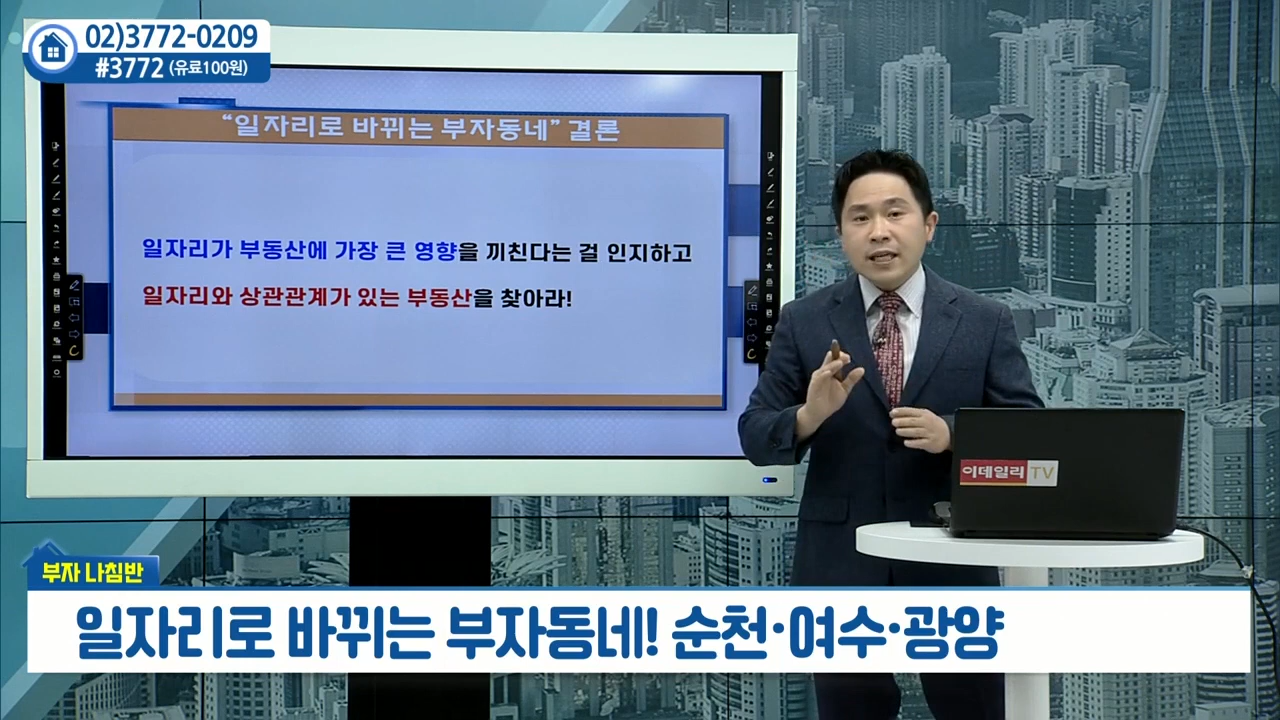 02)3772-0209
#3772 (유료100원)
“일자리로 바뀌는 부자동네” 결론
일자리가 부동산에 가장 큰 영향을 끼친다는 걸 인지하고
일자리와 상관관계가 있는 부동산을 찾아라!
이데일리TV
부자 나침반
일자리로 바뀌는 부자동네! 순천·여수·광양